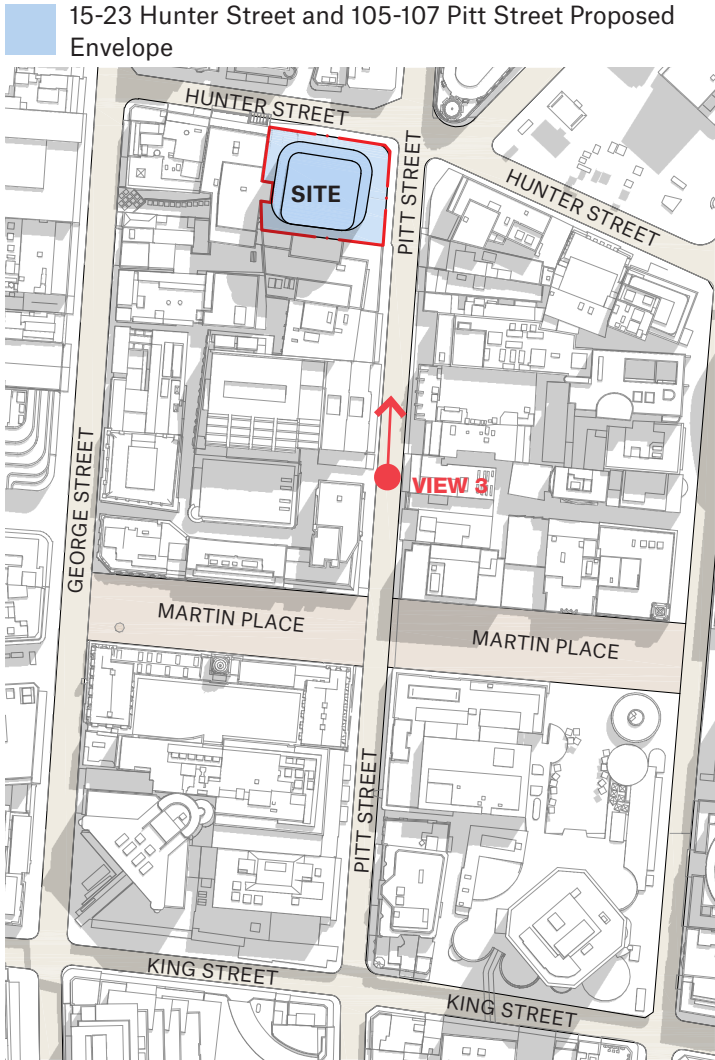 15-23 Hunter Street and 105-107 Pitt Street Proposed
Envelope
HUNTER STREET
PITT STREET
SITE
HUNTER STREET
VIEW 3
GEORGE STREET
MARTIN PLACE
MARTIN PLACE
PITT STREET
KING STREET
KING STREET